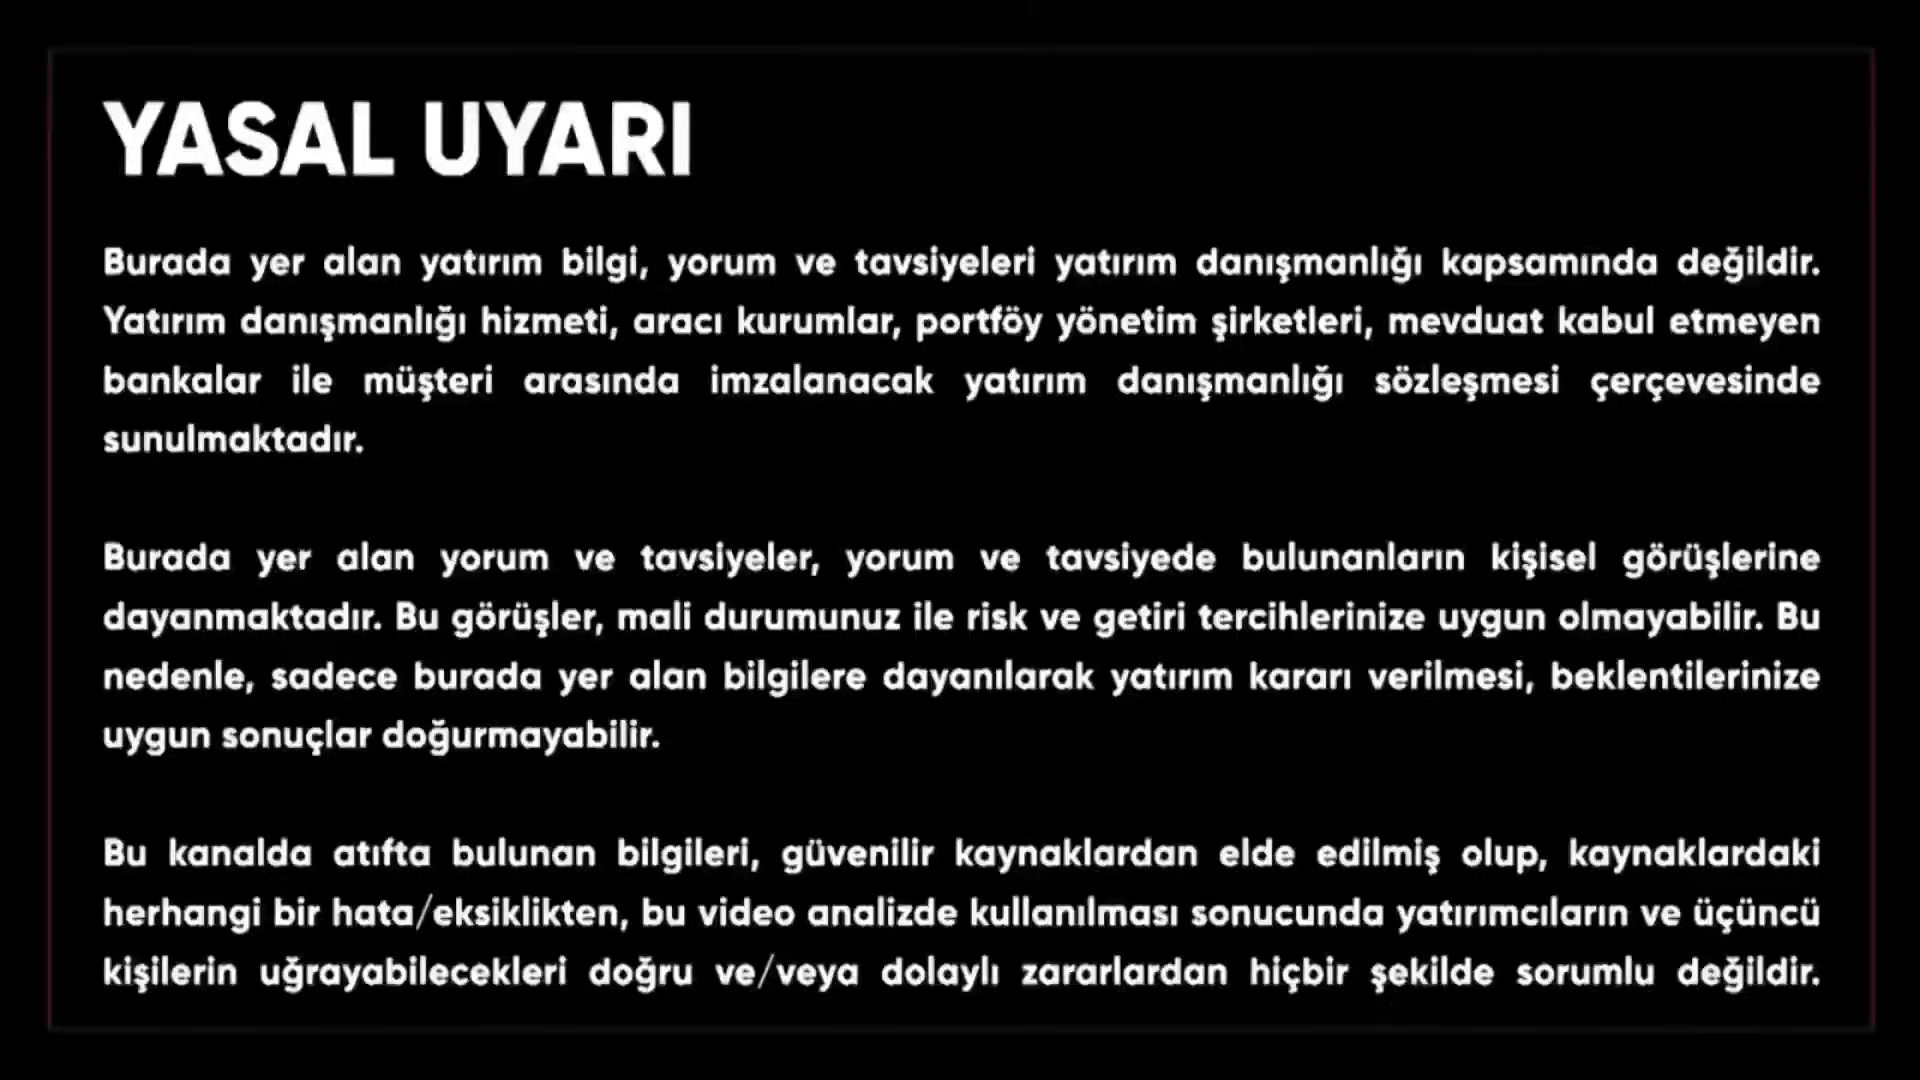 YASAL UYARI
Burada yer alan yatırım bilgi, yorum ve tavsiyeleri yatırım danışmanlığı kapsamında değildir.
Yatırım danışmanlığı hizmeti, aracı kurumlar, portföy yönetim şirketleri, mevduat kabul etmeyen
bankalar ile müşteri arasında imzalanacak yatırım danışmanlığı sözleşmesi çerçevesinde
sunulmaktadır.
Burada yer alan yorum ve tavsiyeler, yorum ve tavsiyede bulunanların kişisel görüşlerine
dayanmaktadır. Bu görüşler, mali durumunuz ile risk ve getiri tercihlerinize uygun olmayabilir. Bu
nedenle, sadece burada yer alan bilgilere dayanılarak yatırım kararı verilmesi, beklentilerinize
uygun sonuçlar doğurmayabilir.
Bu kanalda atıfta bulunan bilgileri, güvenilir kaynaklardan elde edilmiş olup, kaynaklardaki
herhangi bir hata/eksiklikten, bu video analizde kullanılması sonucunda yatırımcıların ve üçüncü
kişilerin uğrayabilecekleri doğru ve/veya dolaylı zararlardan hiçbir şekilde sorumlu değildir.